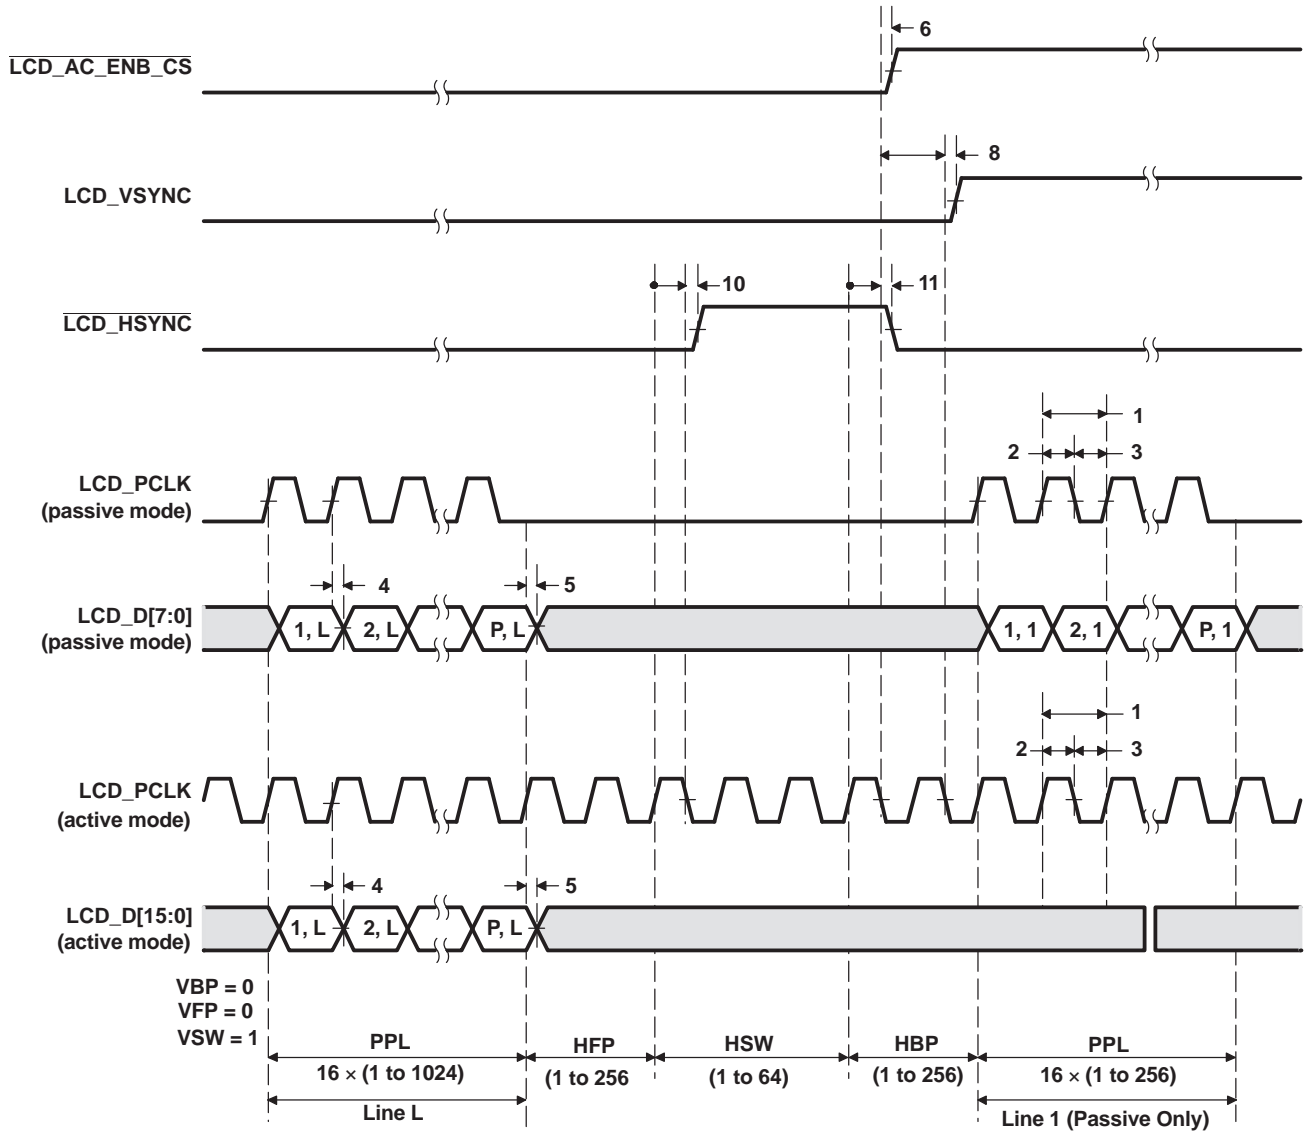 6
LCD_AC_ENB_CS
8
LCD_VSYNC
10
11
LCD_HSYNC
1
2
3
LCD_PCLK
(passive mode)
4
5
LCD_D[7:0]
(passive mode)
1, L
2, L
P, L
1, 1
2, 1
P, 1
1
2
3
LCD_PCLK
(active mode)
4
5
LCD_D[15:0]
(active mode)
1, L
2, L
P, L
VBP = 0
VFP = 0
VSW = 1
PPL
HFP
HSW
HBP
PPL
16 × (1 to 1024)
(1 to 256
(1 to 64)
(1 to 256)
16 × (1 to 256)
Line L
Line 1 (Passive Only)